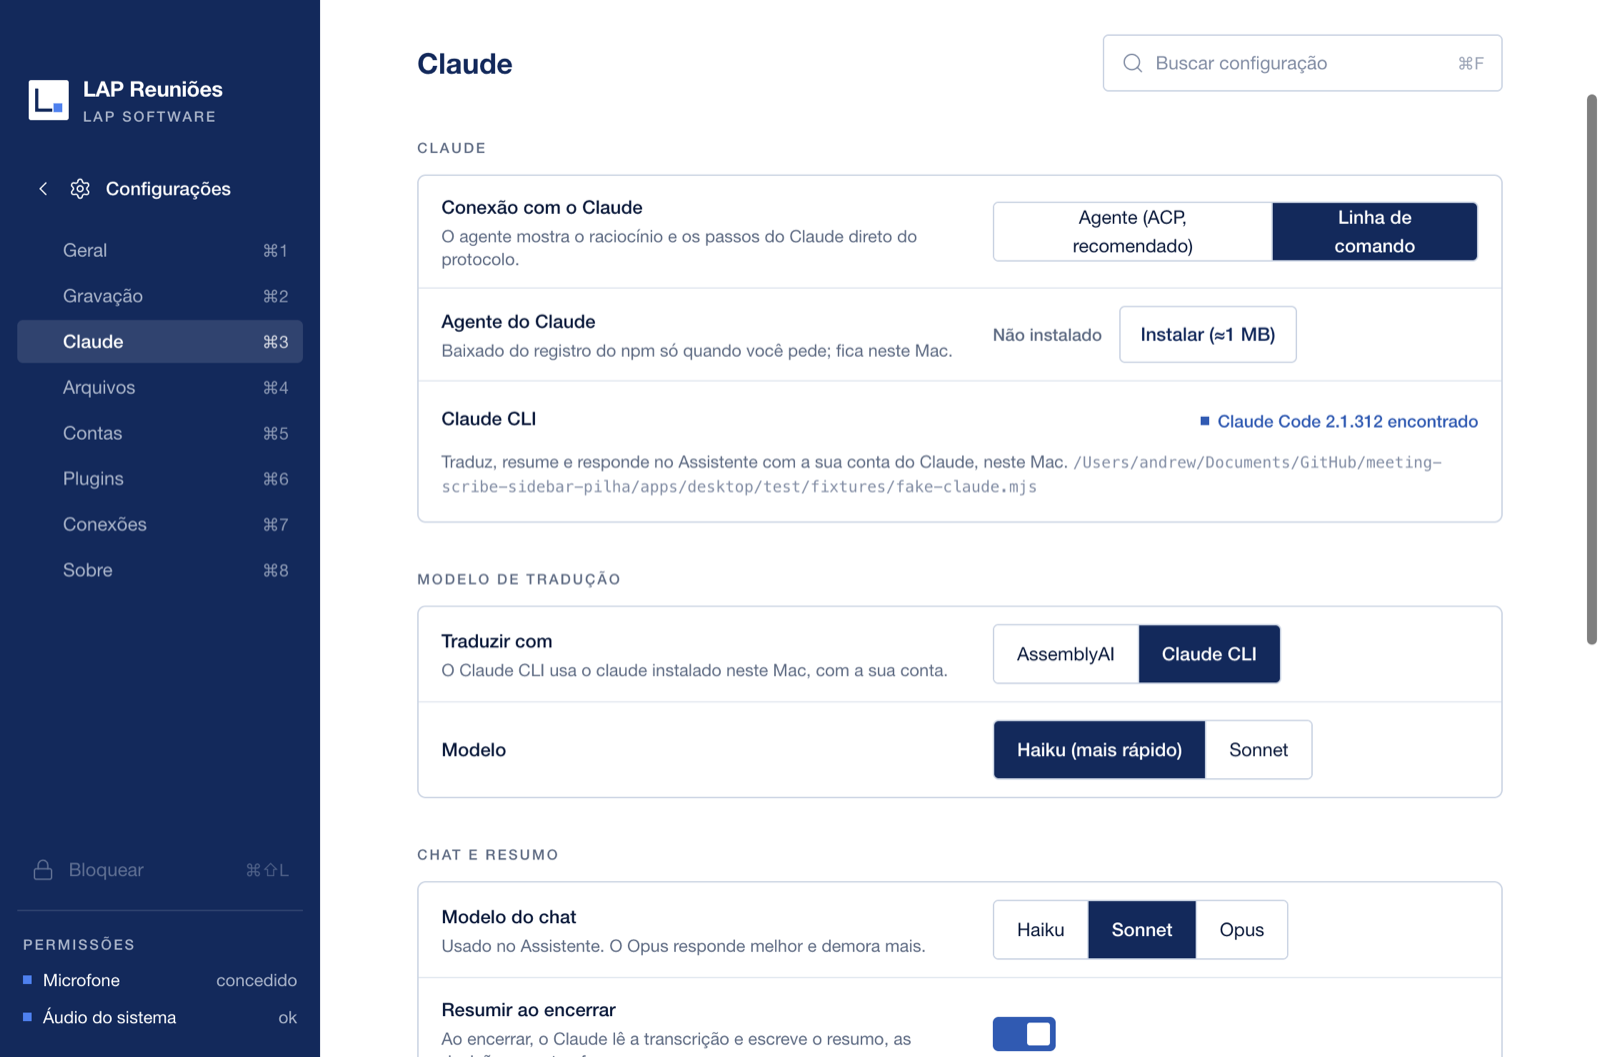 LAP Reuniões
LAP SOFTWARE
Configurações
Geral ⌘1
Gravação ⌘2
Claude ⌘3
Arquivos ⌘4
Contas ⌘5
Plugins ⌘6
Conexões ⌘7
Sobre ⌘8
Bloquear ⌘⇧L
PERMISSÕES
Microfone concedido
Áudio do sistema ok
Claude
Buscar configuração ⌘F
CLAUDE
Conexão com o Claude
O agente mostra o raciocínio e os passos do Claude direto do
protocolo.
Agente (ACP,
recomendado)
Linha de
comando
Agente do Claude
Baixado do registro do npm só quando você pede; fica neste Mac.
Não instalado
Instalar (≈1 MB)
Claude CLI
Claude Code 2.1.312 encontrado
Traduz, resume e responde no Assistente com a sua conta do Claude, neste Mac. /Users/andrew/Documents/GitHub/meeting-
scribe-sidebar-pilha/apps/desktop/test/fixtures/fake-claude.mjs
MODELO DE TRADUÇÃO
Traduzir com
O Claude CLI usa o claude instalado neste Mac, com a sua conta.
AssemblyAI
Claude CLI
Modelo
Haiku (mais rápido)
Sonnet
CHAT E RESUMO
Modelo do chat
Usado no Assistente. O Opus responde melhor e demora mais.
Haiku
Sonnet
Opus
Resumir ao encerrar
Ao encerrar, o Claude lê a transcrição e escreve o resumo, as